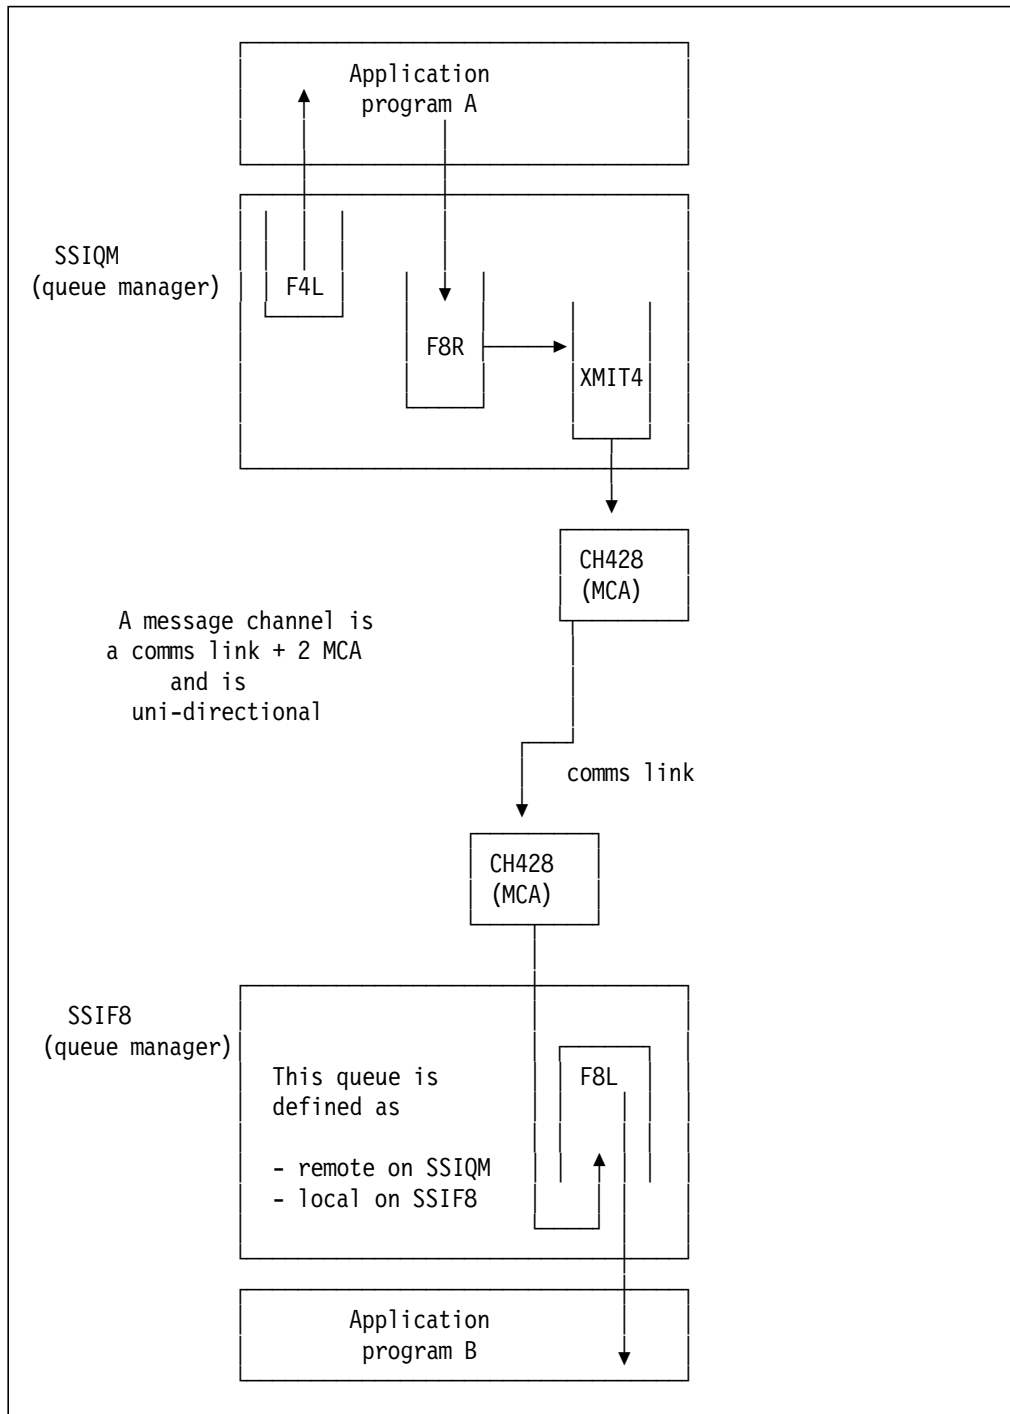 Application
program A
SSIQM
(queue manager)
F4L
F8R
XMIT4
CH428
(MCA)
A message channel is
a comms link + 2 MCA
and is
uni-directional
comms link
CH428
(MCA)
SSIF8
(queue manager)
This queue is
defined as
- remote on SSIQM
- local on SSIF8
F8L
Application
program B